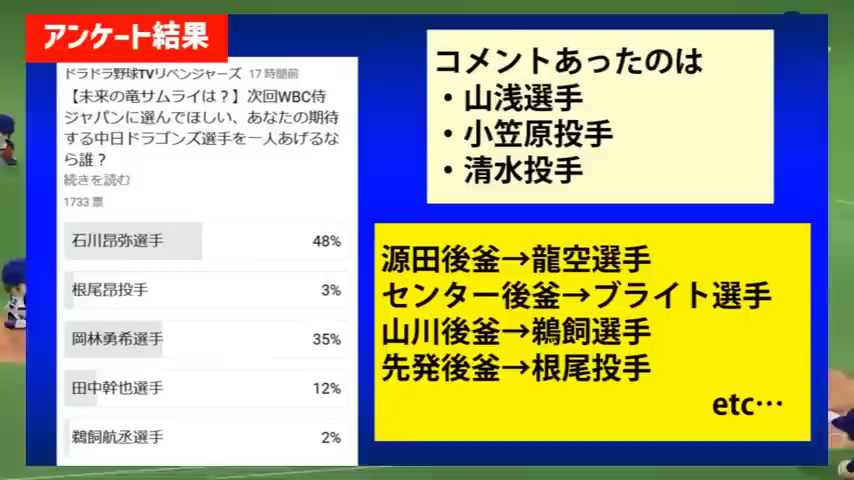 アンケート結果
ドラドラ野球TVリベンジャーズ 17 時間前
【未来の竜サムライは？】次回WBC侍
ジャパンに選んでほしい、あなたの期待
する中日ドラゴンズ選手を一人あげるな
ら誰？
続きを読む
1733 票
石川昂弥選手 48%
根尾昂投手 3%
岡林勇希選手 35%
田中幹也選手 12%
鵜飼航丞選手 2%
コメントあったのは
・山浅選手
・小笠原投手
・清水投手
源田後釜→龍空選手
センター後釜→ブライト選手
山川後釜→鵜飼選手
先発後釜→根尾投手
etc…